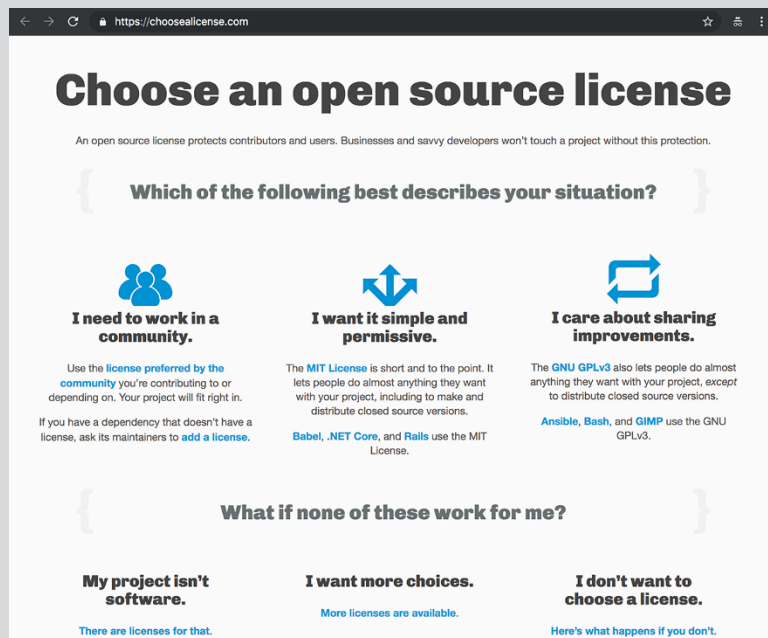 https://choosealicense.com
Choose an open source license
An open source license protects contributors and users. Businesses and savvy developers won't touch a project without this protection.
{ Which of the following best describes your situation? }
I need to work in a
community.
Use the license preferred by the
community you're contributing to or
depending on. Your project will fit right in.
If you have a dependency that doesn't have a
license, ask its maintainers to add a license.
I want it simple and
permissive.
The MIT License is short and to the point. It
lets people do almost anything they want
with your project, including to make and
distribute closed source versions.
Babel, .NET Core, and Rails use the MIT
License.
I care about sharing
improvements.
The GNU GPLv3 also lets people do almost
anything they want with your project, except
to distribute closed source versions.
Ansible, Bash, and GIMP use the GNU
GPLv3.
{ What if none of these work for me? }
My project isn't
software.
There are licenses for that.
I want more choices.
More licenses are available.
I don't want to
choose a license.
Here's what happens if you don't.